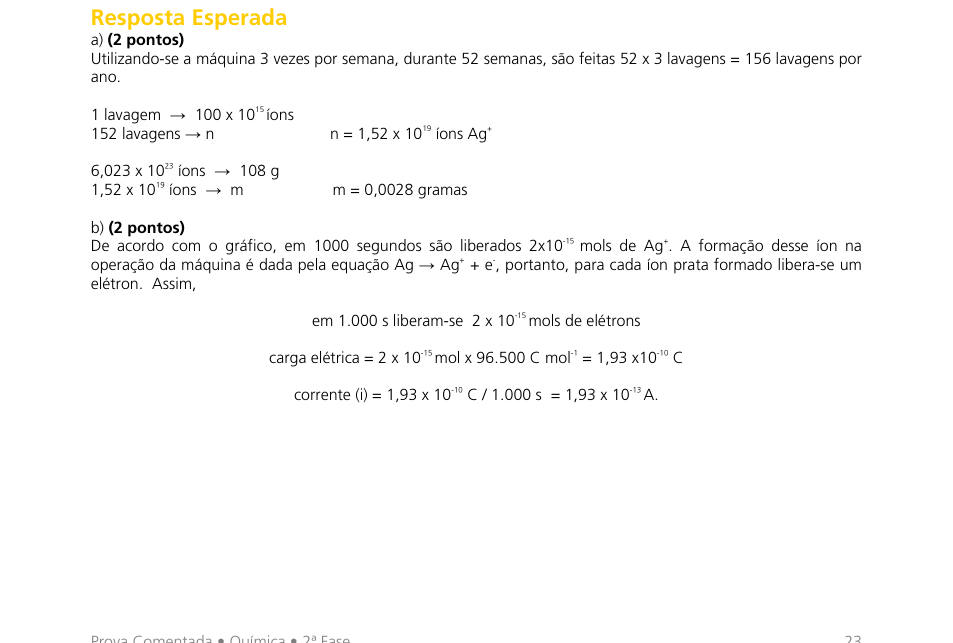 Resposta Esperada
a) (2 pontos)
Utilizando-se a máquina 3 vezes por semana, durante 52 semanas, são feitas 52 x 3 lavagens = 156 lavagens por
ano.
1 lavagem → 100 x 10¹⁵ íons
152 lavagens → n n = 1,52 x 10¹⁹ íons Ag⁺
6,023 x 10²³ íons → 108 g
1,52 x 10¹⁹ íons → m m = 0,0028 gramas
b) (2 pontos)
De acordo com o gráfico, em 1000 segundos são liberados 2x10⁻¹⁵ mols de Ag⁺. A formação desse íon na
operação da máquina é dada pela equação Ag → Ag⁺ + e⁻, portanto, para cada íon prata formado libera-se um
elétron. Assim,
em 1.000 s liberam-se 2 x 10⁻¹⁵ mols de elétrons
carga elétrica = 2 x 10⁻¹⁵ mol x 96.500 C mol⁻¹ = 1,93 x10⁻¹⁰ C
corrente (i) = 1,93 x 10⁻¹⁰ C / 1.000 s = 1,93 x 10⁻¹³ A.
Prova Comentada • Química • 2ª Fase 23